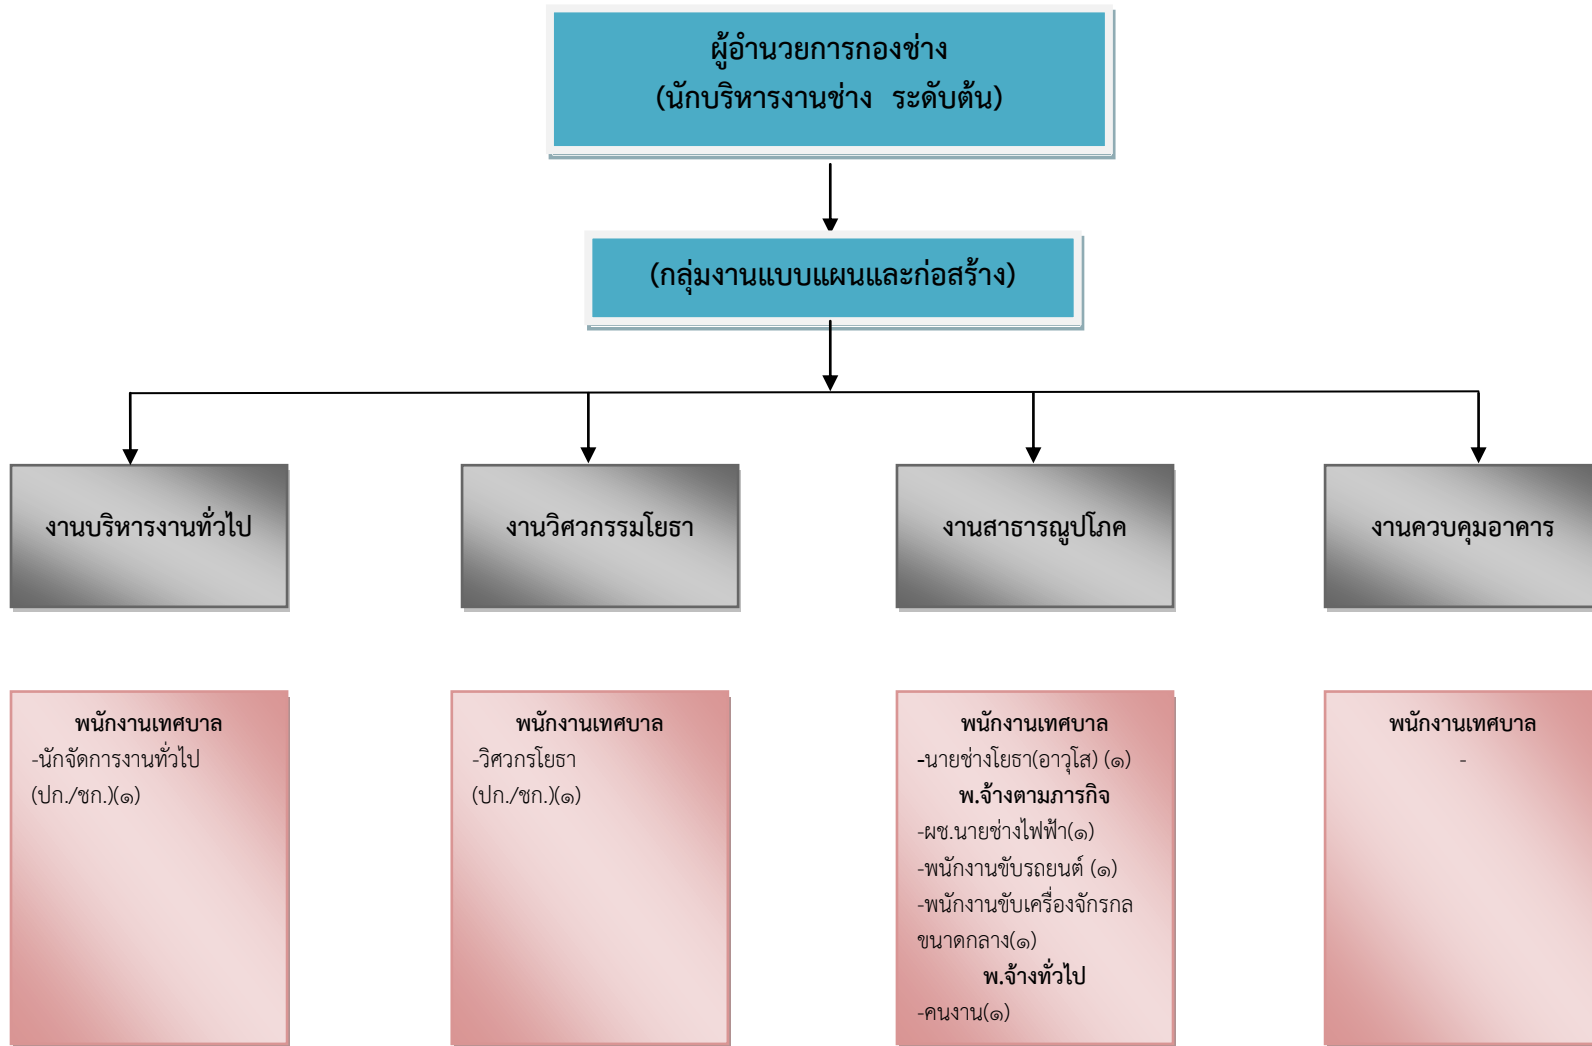 ผู้อำนวยการกองช่าง
(นักบริหารงานช่าง ระดับต้น)
(กลุ่มงานแบบแผนและก่อสร้าง)
งานบริหารงานทั่วไป
งานวิศวกรรมโยธา
งานสาธารณูปโภค
งานควบคุมอาคาร
พนักงานเทศบาล
-นักจัดการงานทั่วไป
(ปก./ชก.)(๑)
พนักงานเทศบาล
-วิศวกรโยธา
(ปก./ชก.)(๑)
พนักงานเทศบาล
-นายช่างโยธา(อาวุโส) (๑)
พ.จ้างตามภารกิจ
-ผช.นายช่างไฟฟ้า(๑)
-พนักงานขับรถยนต์ (๑)
-พนักงานขับเครื่องจักรกล
ขนาดกลาง(๑)
พ.จ้างทั่วไป
-คนงาน(๑)
พนักงานเทศบาล
-